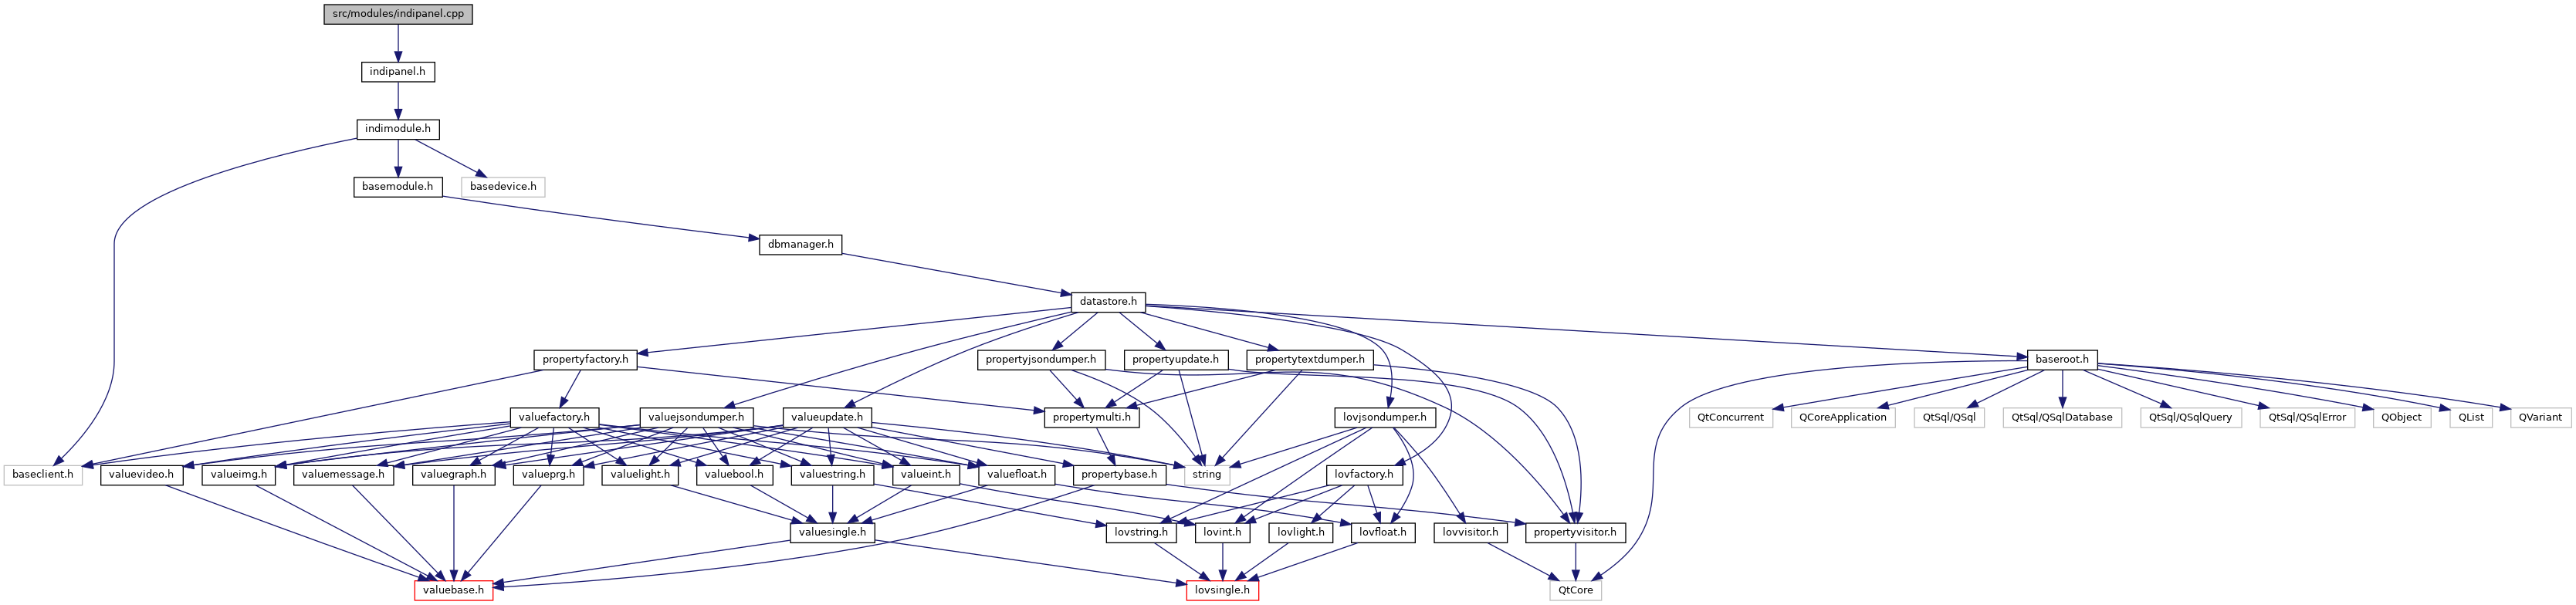 src/modules/indipanel.cpp
indipanel.h
indimodule.h
basemodule.h
basedevice.h
dbmanager.h
datastore.h
propertyfactory.h
propertyjsondumper.h
propertyupdate.h
propertytextdumper.h
baseroot.h
valuefactory.h
valuejsondumper.h
valueupdate.h
propertymulti.h
lovjsondumper.h
QtConcurrent
QCoreApplication
QtSql/QSql
QtSql/QSqlDatabase
QtSql/QSqlQuery
QtSql/QSqlError
QObject
QList
QVariant
baseclient.h
valuevideo.h
valueimg.h
valuemessage.h
valuegraph.h
valueprg.h
valuelight.h
valuebool.h
valuestring.h
valueint.h
valuefloat.h
propertybase.h
string
lovfactory.h
valuesingle.h
lovstring.h
lovint.h
lovlight.h
lovfloat.h
lovvisitor.h
propertyvisitor.h
valuebase.h
lovsingle.h
QtCore